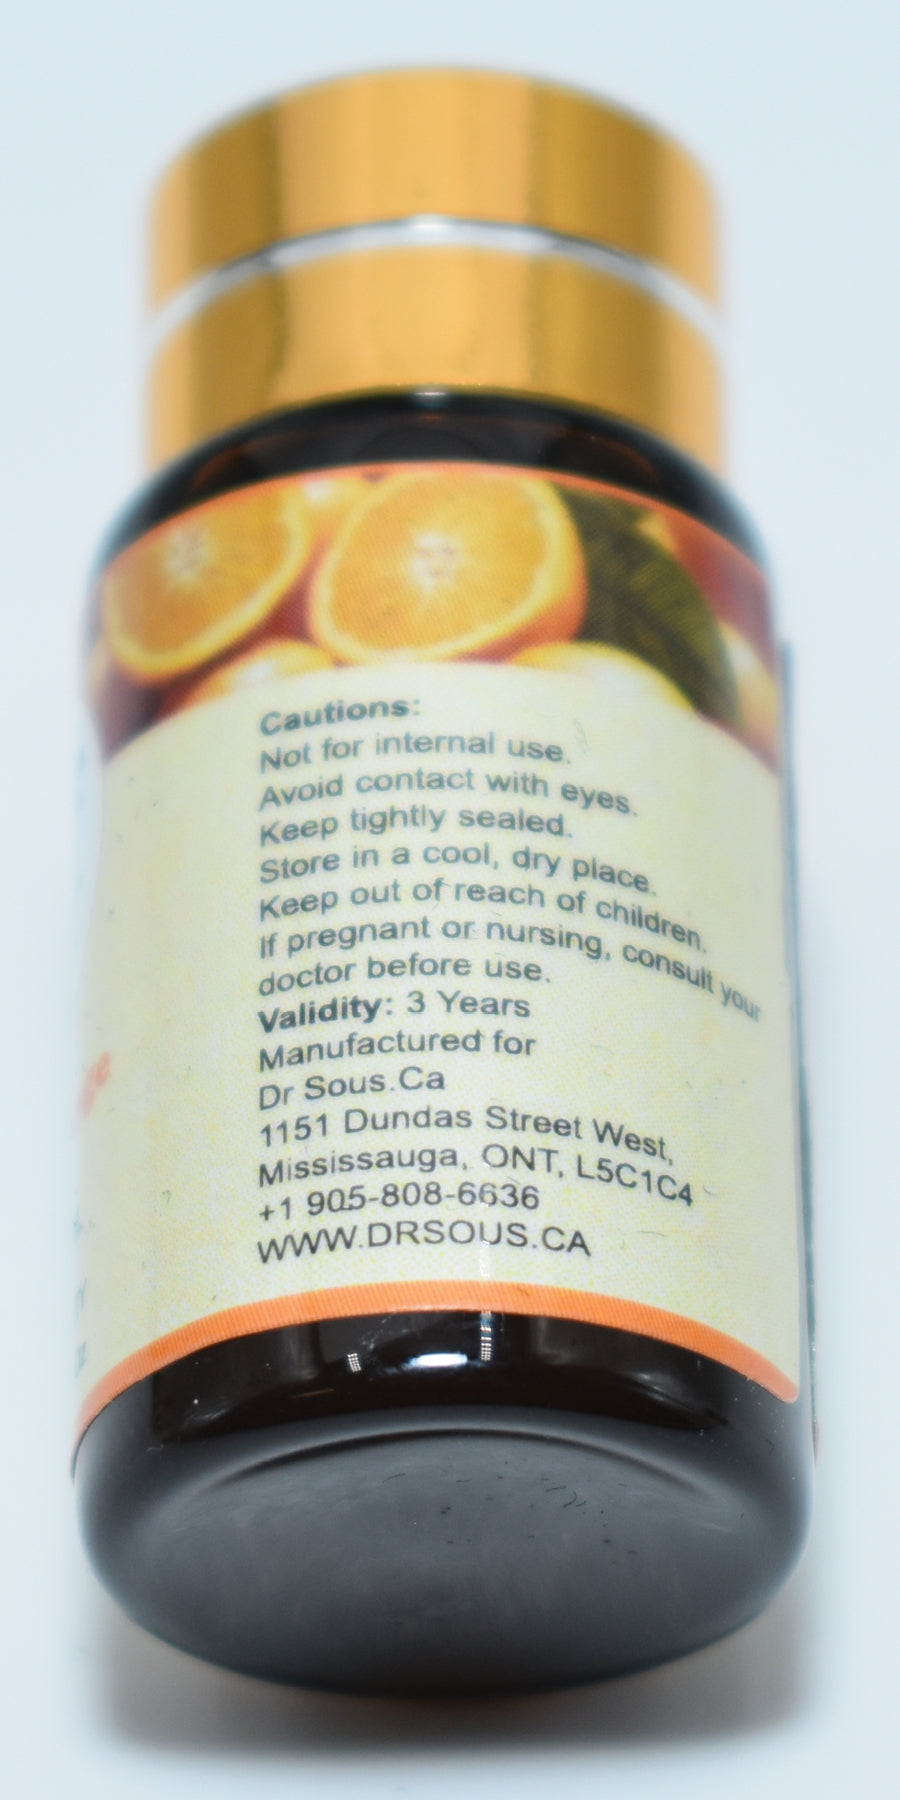 Cautions:
Not for internal use.
Avoid contact with eyes.
Keep tightly sealed.
Store in a cool, dry place.
Keep out of reach of children.
If pregnant or nursing, consult your
doctor before use.
Validity: 3 Years
Manufactured for
Dr Sous.Ca
1151 Dundas Street West,
Mississauga, ONT, L5C1C4
+1 905-808-6636
WWW.DRSOUS.CA